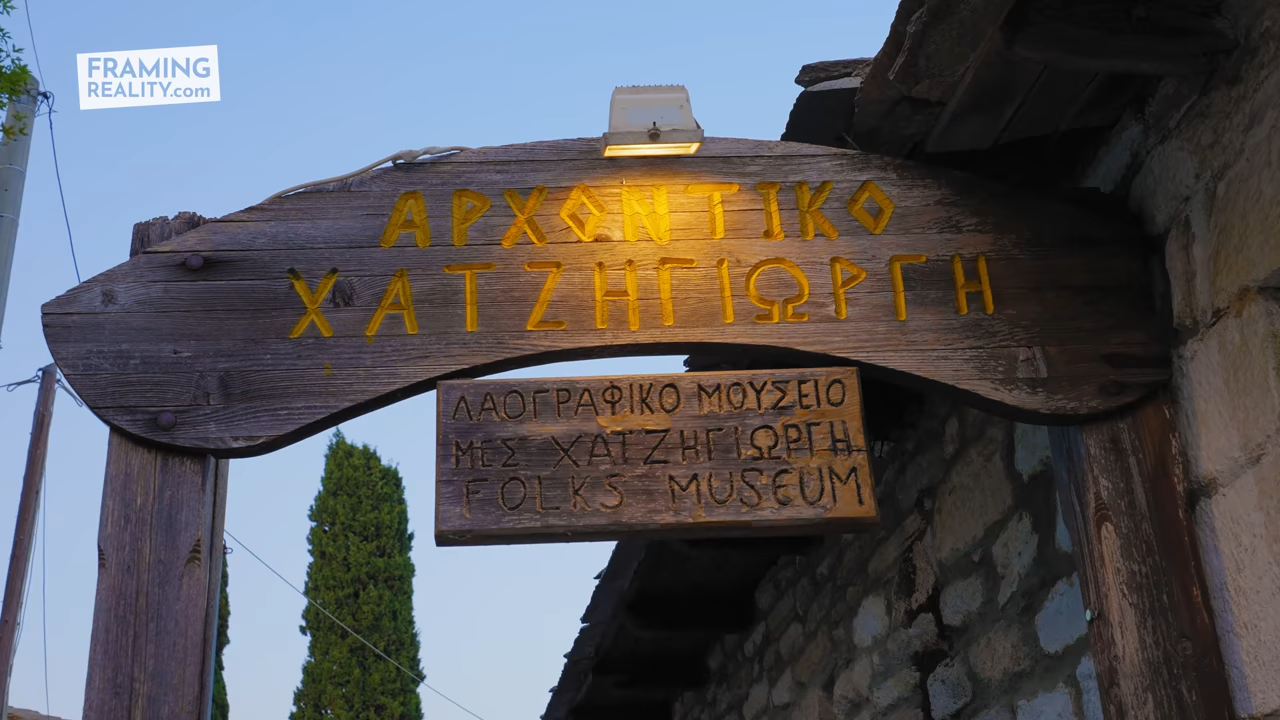 FRAMING
REALITY.com
ΑΡΧΟΝΤΙΚΟ
ΧΑΤΖΗΓΙΩΡΓΗ
ΛΑΟΓΡΑΦΙΚΟ ΜΟΥΣΕΙΟ
ΜΕΣ ΧΑΤΖΗΓΙΩΡΓΗ
FOLKS MUSEUM